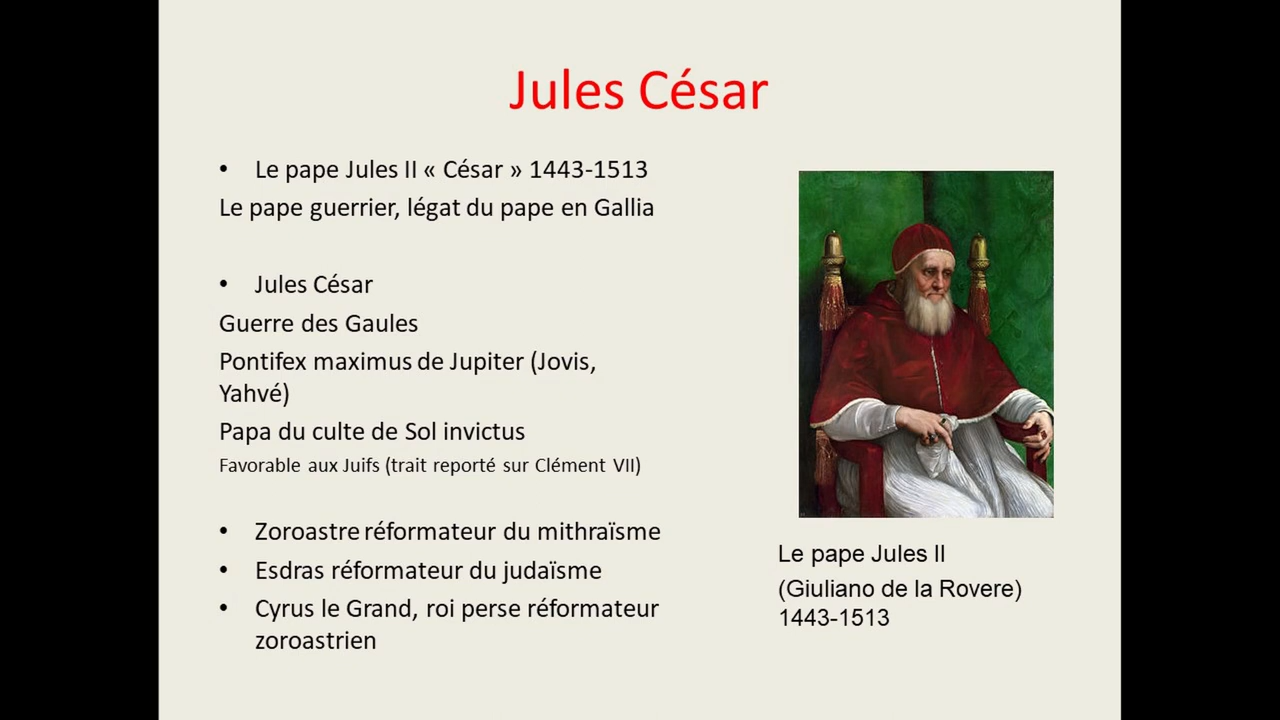 Jules César
• Le pape Jules II « César » 1443-1513
Le pape guerrier, légat du pape en Gallia
• Jules César
Guerre des Gaules
Pontifex maximus de Jupiter (Jovis,
Yahvé)
Papa du culte de Sol invictus
Favorable aux Juifs (trait reporté sur Clément VII)
• Zoroastre réformateur du mithraïsme
• Esdras réformateur du judaïsme
• Cyrus le Grand, roi perse réformateur
zoroastrien
Le pape Jules II
(Giuliano de la Rovere)
1443-1513